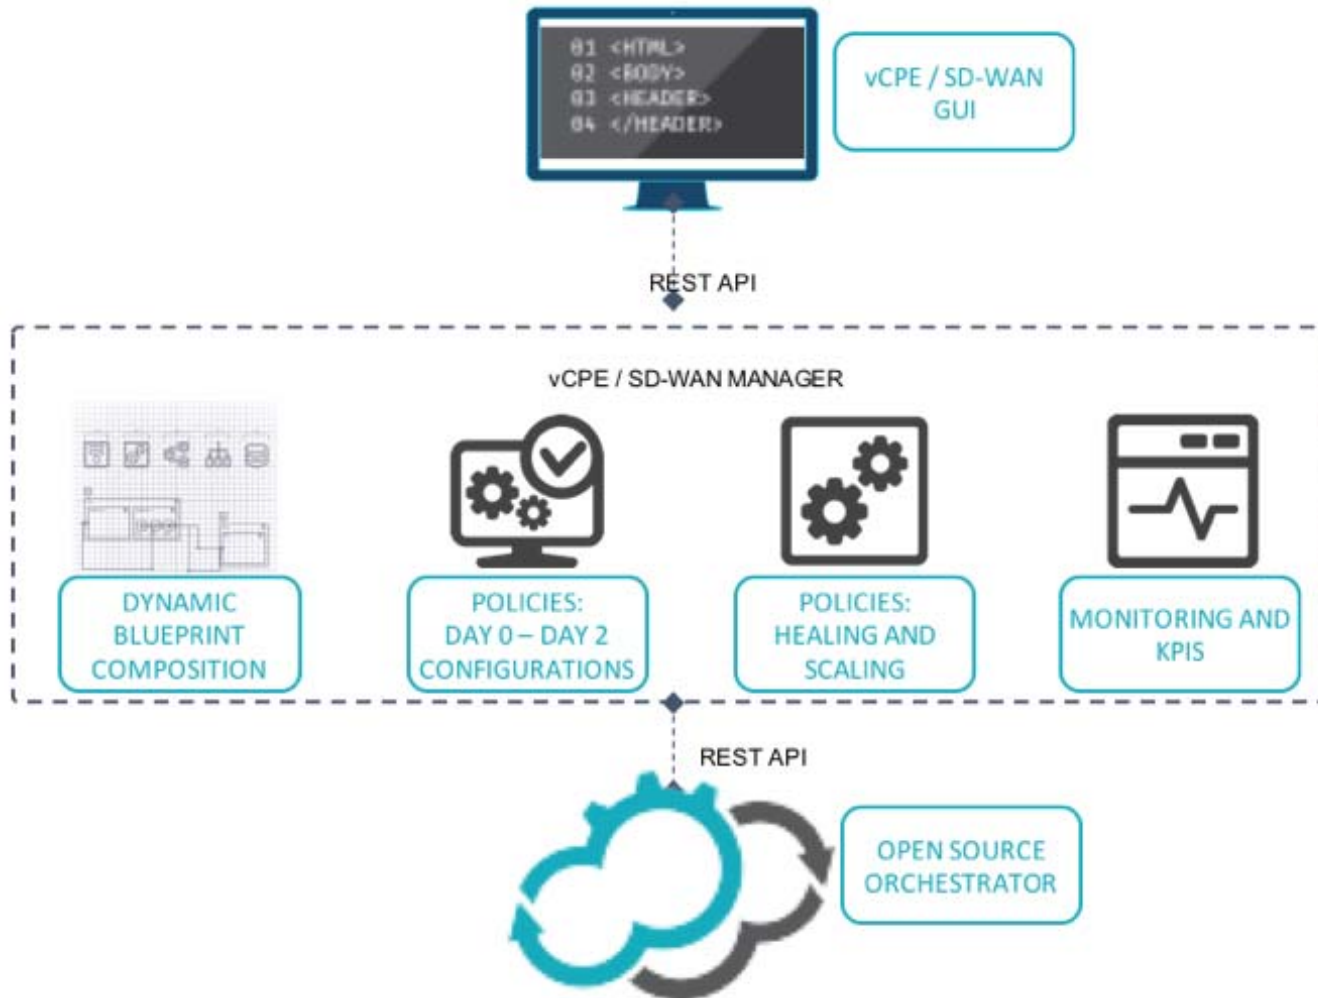 01 <HTML>
02 <BODY>
03 <HEADER>
04 </HEADER>
vCPE / SD-WAN
GUI
REST API
vCPE / SD-WAN MANAGER
DYNAMIC
BLUEPRINT
COMPOSITION
POLICIES:
DAY 0 – DAY 2
CONFIGURATIONS
POLICIES:
HEALING AND
SCALING
MONITORING AND
KPIS
REST API
OPEN SOURCE
ORCHESTRATOR